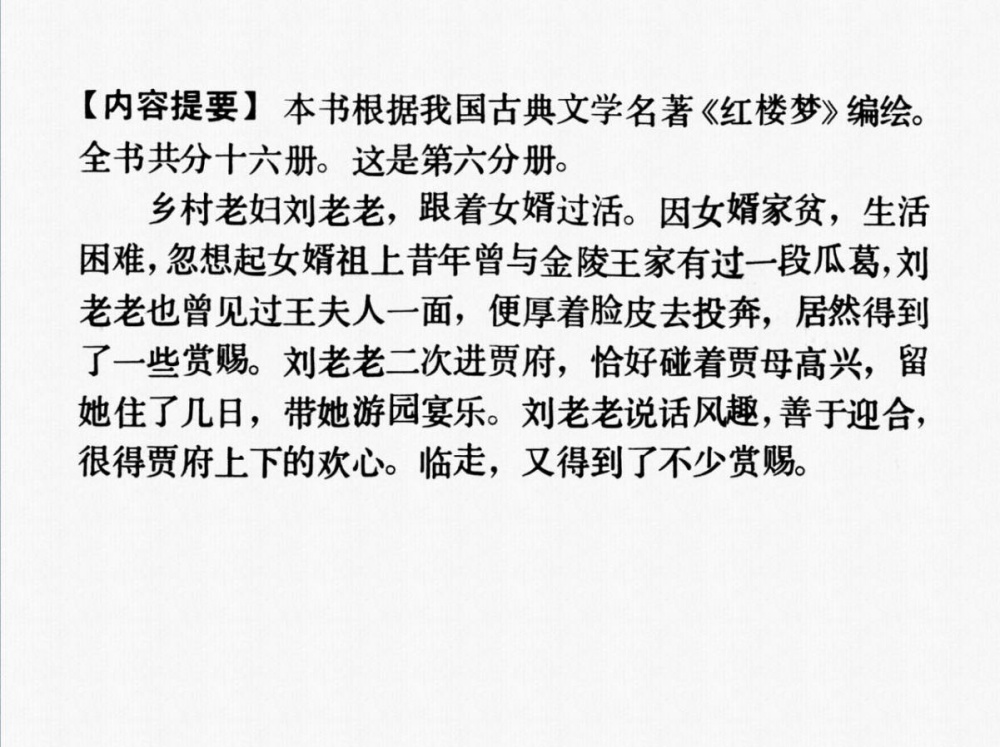 【内容提要】 本书根据我国古典文学名著《红楼梦》编绘。
全书共分十六册。这是第六分册。
乡村老妇刘老老，跟着女婿过活。因女婿家贫，生活
困难，忽想起女婿祖上昔年曾与金陵王家有过一段瓜葛，刘
老老也曾见过王夫人一面，便厚着脸皮去投奔，居然得到
了一些赏赐。刘老老二次进贾府，恰好碰着贾母高兴，留
她住了几日，带她游园宴乐。刘老老说话风趣，善于迎合，
很得贾府上下的欢心。临走，又得到了不少赏赐。